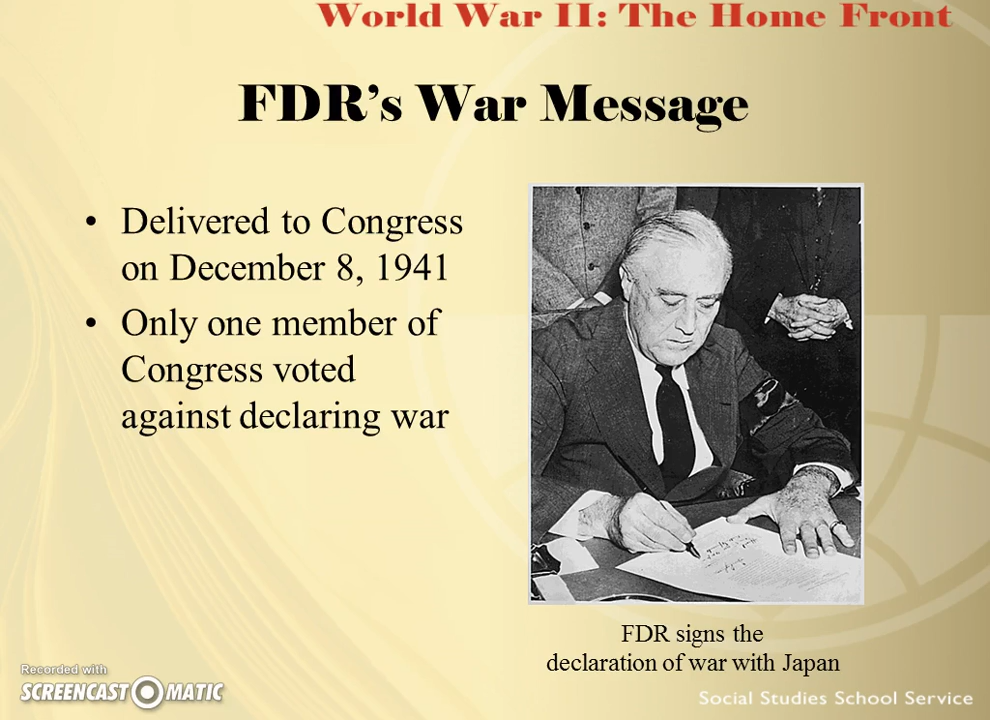 World War II: The Home Front
FDR’s War Message
• Delivered to Congress
on December 8, 1941
• Only one member of
Congress voted
against declaring war
FDR signs the
declaration of war with Japan
Recorded with
SCREENCAST-O-MATIC
Social Studies School Service